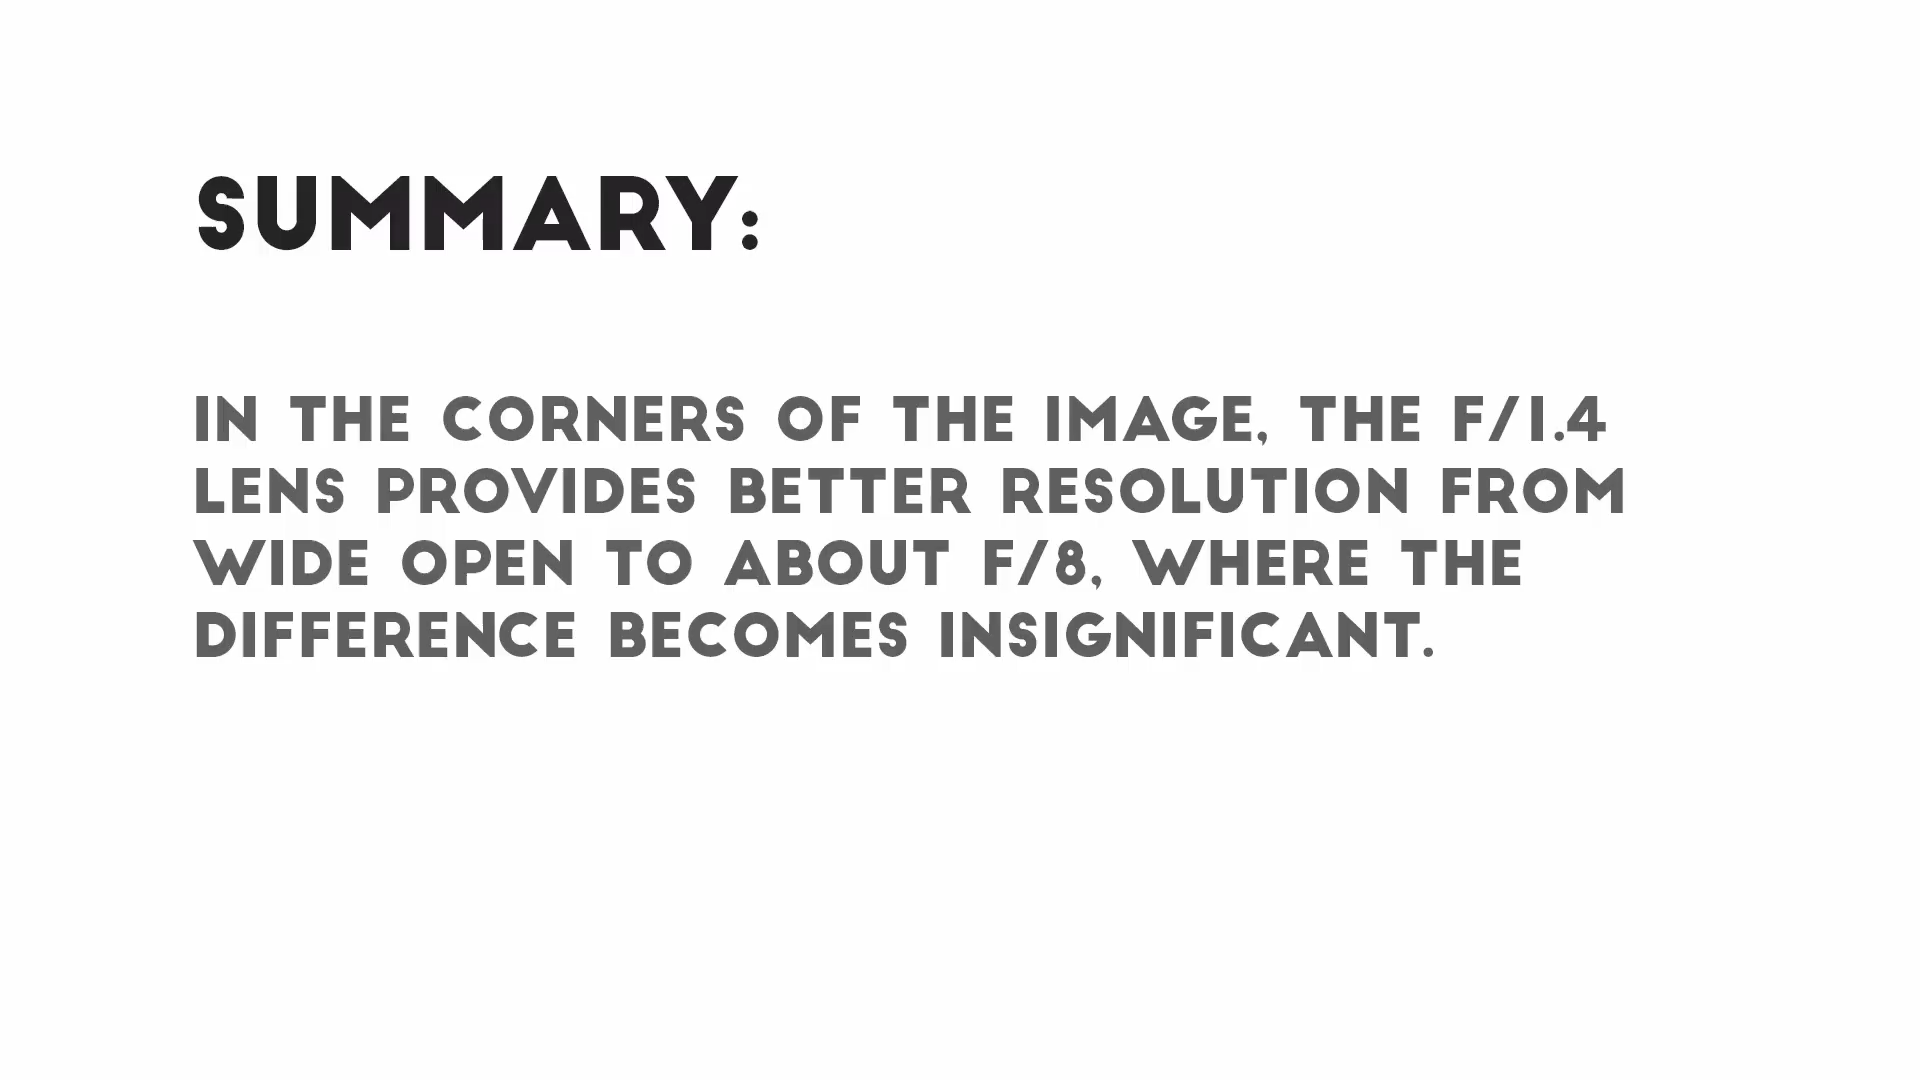 SUMMARY:
IN THE CORNERS OF THE IMAGE, THE F/1.4
LENS PROVIDES BETTER RESOLUTION FROM
WIDE OPEN TO ABOUT F/8, WHERE THE
DIFFERENCE BECOMES INSIGNIFICANT.